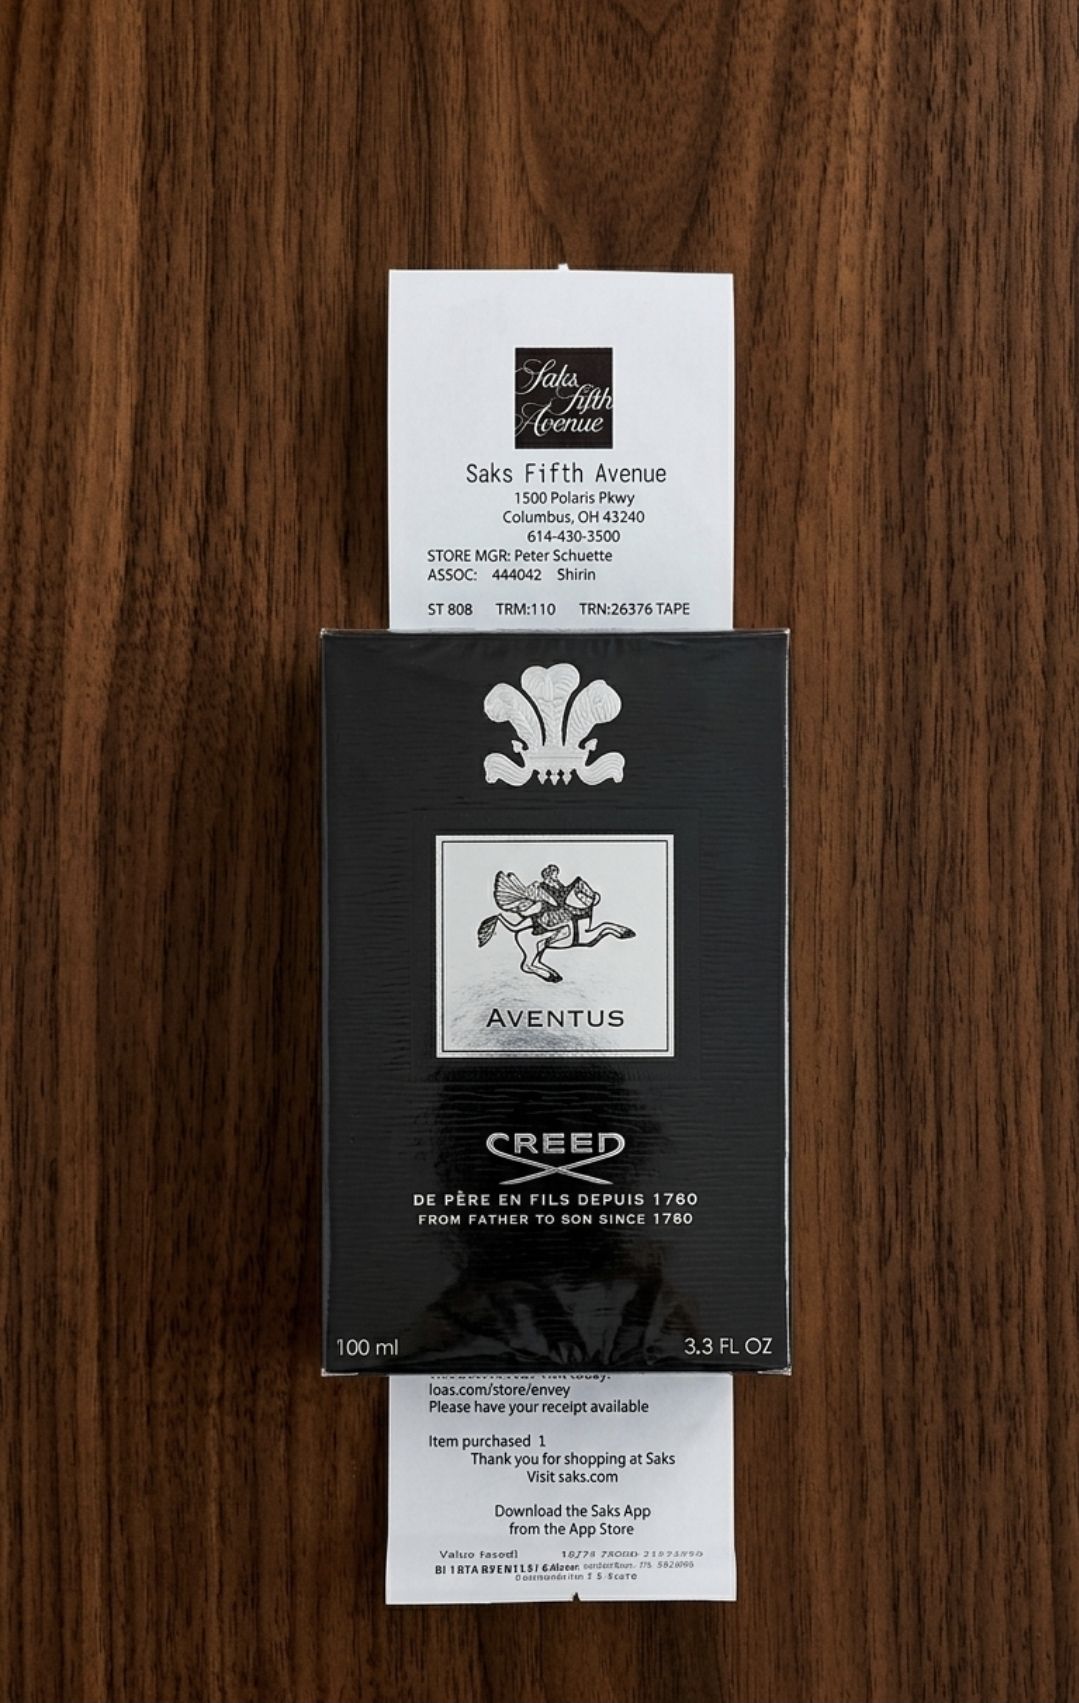 Saks
Fifth
Avenue
Saks Fifth Avenue
1500 Polaris Pkwy
Columbus, OH 43240
614-430-3500
STORE MGR: Peter Schuette
ASSOC: 444042 Shirin
ST 808 TRM:110 TRN:26376 TAPE
AVENTUS
CREED
DE PÈRE EN FILS DEPUIS 1760
FROM FATHER TO SON SINCE 1760
100 ml 3.3 FL OZ
loas.com/store/envey
Please have your receipt available
Item purchased 1
Thank you for shopping at Saks
Visit saks.com
Download the Saks App
from the App Store